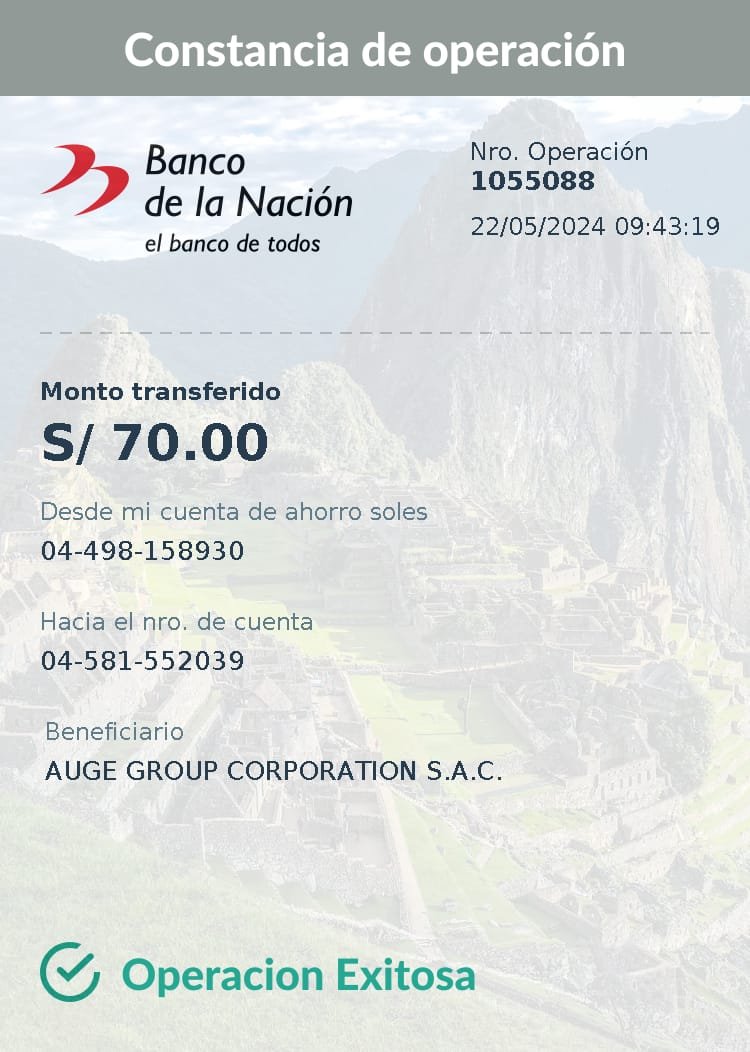 Constancia de operación
Banco
de la Nación
el banco de todos
Nro. Operación
1055088
22/05/2024 09:43:19
Monto transferido
S/ 70.00
Desde mi cuenta de ahorro soles
04-498-158930
Hacia el nro. de cuenta
04-581-552039
Beneficiario
AUGE GROUP CORPORATION S.A.C.
Operacion Exitosa